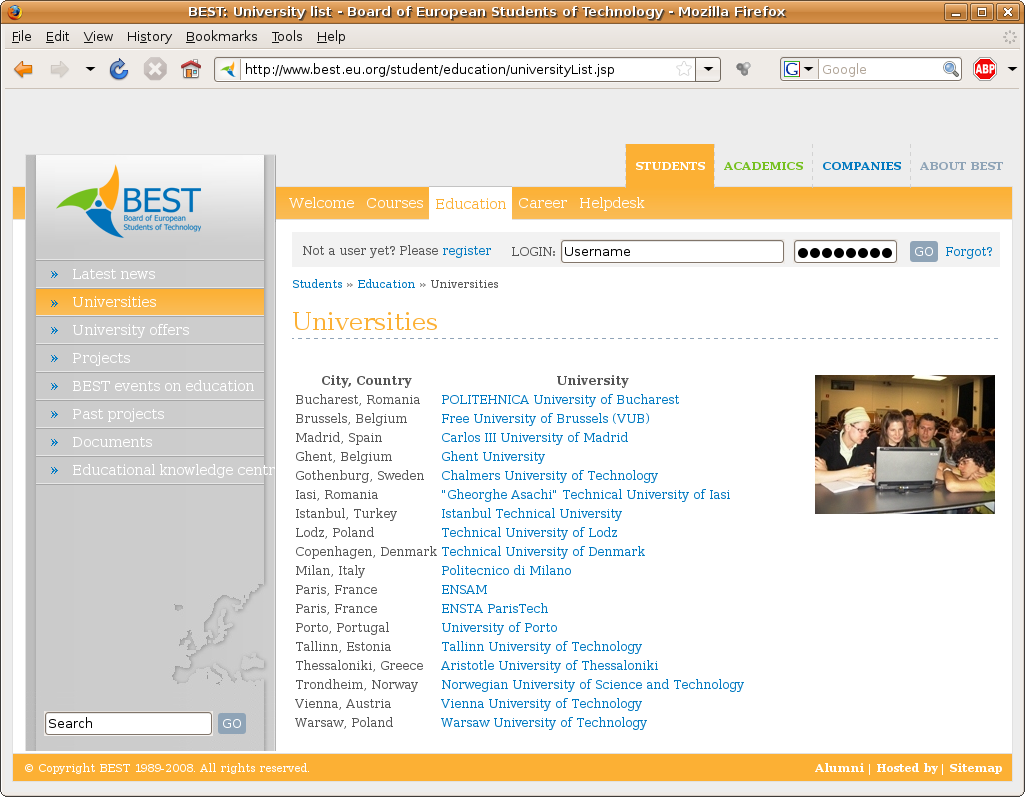 BEST: University list - Board of European Students of Technology - Mozilla Firefox
File Edit View History Bookmarks Tools Help
http://www.best.eu.org/student/education/universityList.jsp
G Google ABP
STUDENTS ACADEMICS COMPANIES ABOUT BEST
BEST
Board of European
Students of Technology
Welcome Courses Education Career Helpdesk
Not a user yet? Please register LOGIN: Username ●●●●●●●● GO Forgot?
Latest news
Universities
University offers
Projects
BEST events on education
Past projects
Documents
Educational knowledge centr
Search GO
Students » Education » Universities
Universities
City, Country University
Bucharest, Romania POLITEHNICA University of Bucharest
Brussels, Belgium Free University of Brussels (VUB)
Madrid, Spain Carlos III University of Madrid
Ghent, Belgium Ghent University
Gothenburg, Sweden Chalmers University of Technology
Iasi, Romania "Gheorghe Asachi" Technical University of Iasi
Istanbul, Turkey Istanbul Technical University
Lodz, Poland Technical University of Lodz
Copenhagen, Denmark Technical University of Denmark
Milan, Italy Politecnico di Milano
Paris, France ENSAM
Paris, France ENSTA ParisTech
Porto, Portugal University of Porto
Tallinn, Estonia Tallinn University of Technology
Thessaloniki, Greece Aristotle University of Thessaloniki
Trondheim, Norway Norwegian University of Science and Technology
Vienna, Austria Vienna University of Technology
Warsaw, Poland Warsaw University of Technology
© Copyright BEST 1989-2008. All rights reserved. Alumni | Hosted by | Sitemap